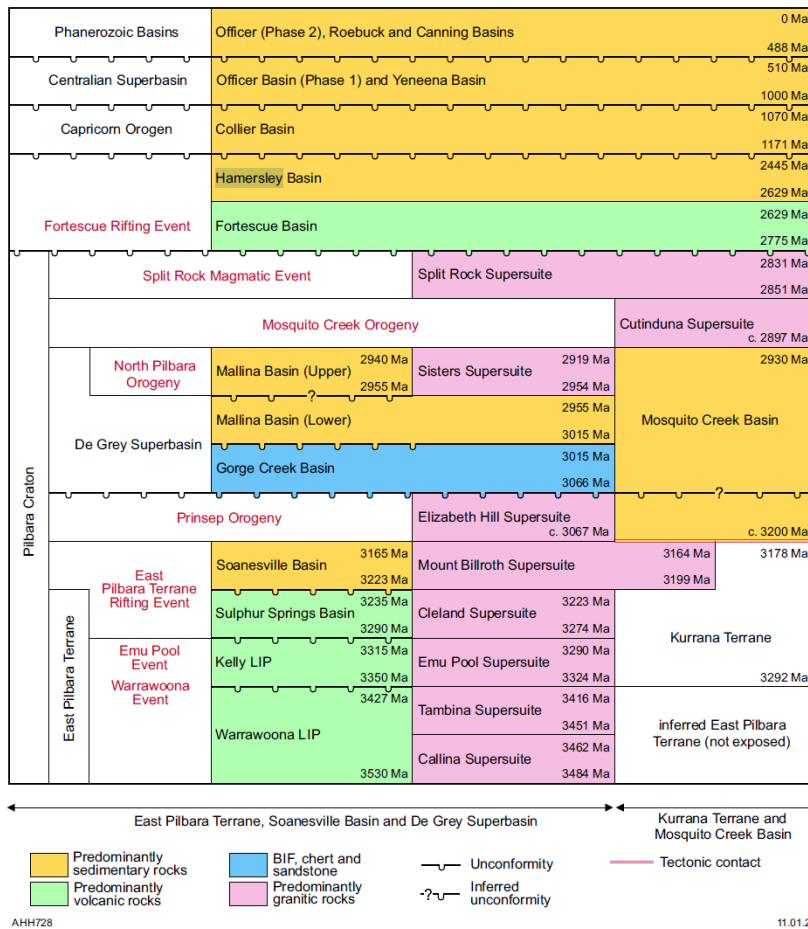 Phanerozoic Basins
Officer (Phase 2), Roebuck and Canning Basins
0 Ma
488 Ma
Centralian Superbasin
Officer Basin (Phase 1) and Yeneena Basin
510 Ma
1000 Ma
Capricorn Orogen
Collier Basin
1070 Ma
1171 Ma
Hamersley Basin
2445 Ma
2629 Ma
Fortescue Rifting Event
Fortescue Basin
2629 Ma
2775 Ma
Pilbara Craton
Split Rock Magmatic Event
Split Rock Supersuite
2831 Ma
2851 Ma
Mosquito Creek Orogeny
Cutinduna Supersuite
c. 2897 Ma
North Pilbara
Orogeny
Mallina Basin (Upper)
2940 Ma
2955 Ma
Sisters Supersuite
2919 Ma
2954 Ma
2930 Ma
Mosquito Creek Basin
?
c. 3200 Ma
De Grey Superbasin
?
Mallina Basin (Lower)
2955 Ma
3015 Ma
Gorge Creek Basin
3015 Ma
3066 Ma
Prinsep Orogeny
Elizabeth Hill Supersuite
c. 3067 Ma
East
Pilbara Terrane
Rifting Event
Soanesville Basin
3165 Ma
3223 Ma
Mount Billroth Supersuite
3164 Ma
3199 Ma
3178 Ma
Kurrana Terrane
3292 Ma
East Pilbara Terrane
Sulphur Springs Basin
3235 Ma
3290 Ma
Cleland Supersuite
3223 Ma
3274 Ma
Emu Pool
Event
Warrawoona
Event
Kelly LIP
3315 Ma
3350 Ma
Emu Pool Supersuite
3290 Ma
3324 Ma
Warrawoona LIP
3427 Ma
3530 Ma
Tambina Supersuite
3416 Ma
3451 Ma
Callina Supersuite
3462 Ma
3484 Ma
inferred East Pilbara
Terrane (not exposed)
East Pilbara Terrane, Soanesville Basin and De Grey Superbasin
Kurrana Terrane and
Mosquito Creek Basin
Predominantly
sedimentary rocks
Predominantly
volcanic rocks
BIF, chert and
sandstone
Predominantly
granitic rocks
Unconformity
?
Inferred
unconformity
Tectonic contact
AHH728
11.01.2